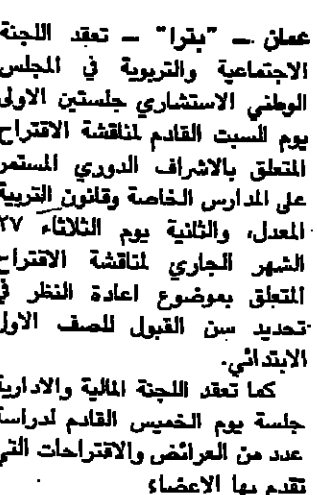 عمان ــ "بترا" ــ تعقد اللجنة
الاجتماعية والتربوية في المجلس
الوطني الاستشاري جلستين الاولى
يوم السبت القادم لمناقشة الاقتراح
المتعلق بالاشراف الدوري المستمر
على المدارس الخاصة وقانون التربية
المعدل، والثانية يوم الثلاثاء ٢٧
الشهر الجاري لمناقشة الاقتراح
المتعلق بموضوع اعادة النظر في
تحديد سن القبول للصف الاول
الابتدائي.
كما تعقد اللجنة المالية والادارية
جلسة يوم الخميس القادم لدراسة
عدد من العرائض والاقتراحات التي
تقدم بها الاعضاء